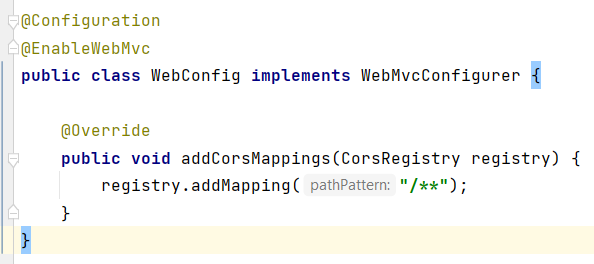 @Configuration
@EnableWebMvc
public class WebConfig implements WebMvcConfigurer {
@Override
public void addCorsMappings(CorsRegistry registry) {
registry.addMapping( pathPattern: "/**");
}
}